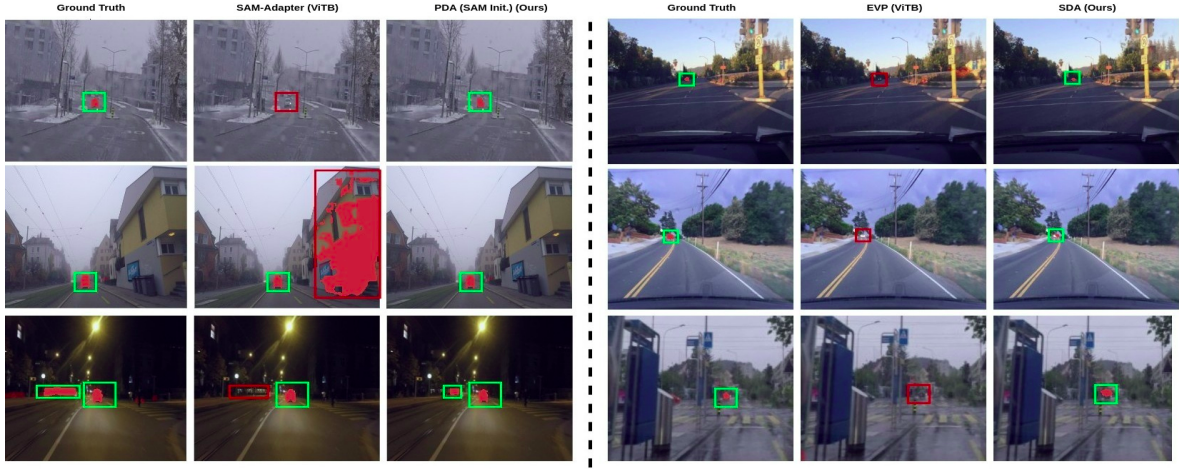 Ground Truth
SAM-Adapter (ViTB)
PDA (SAM Init.) (Ours)
Ground Truth
EVP (ViTB)
SDA (Ours)